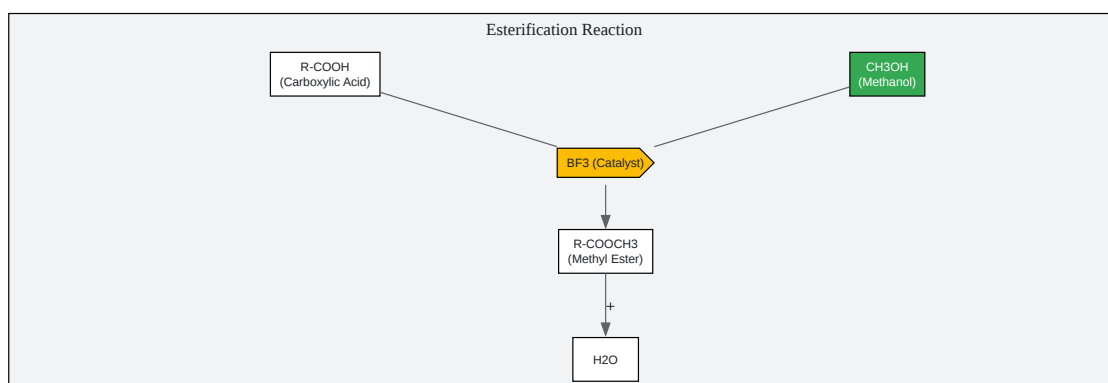 Esterification Reaction
R-COOH
(Carboxylic Acid)
CH3OH
(Methanol)
BF3 (Catalyst)
R-COOCH3
(Methyl Ester)
+
H2O